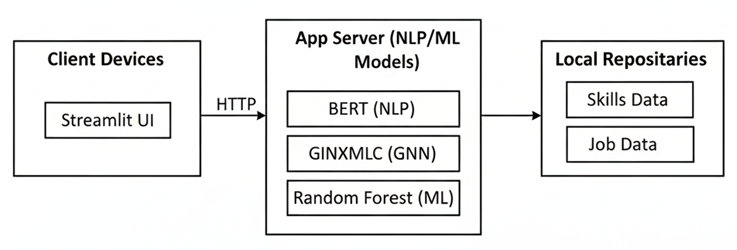 Client Devices
Streamlit UI
HTTP
App Server (NLP/ML
Models)
BERT (NLP)
GINXMLC (GNN)
Random Forest (ML)
Local Repositaries
Skills Data
Job Data